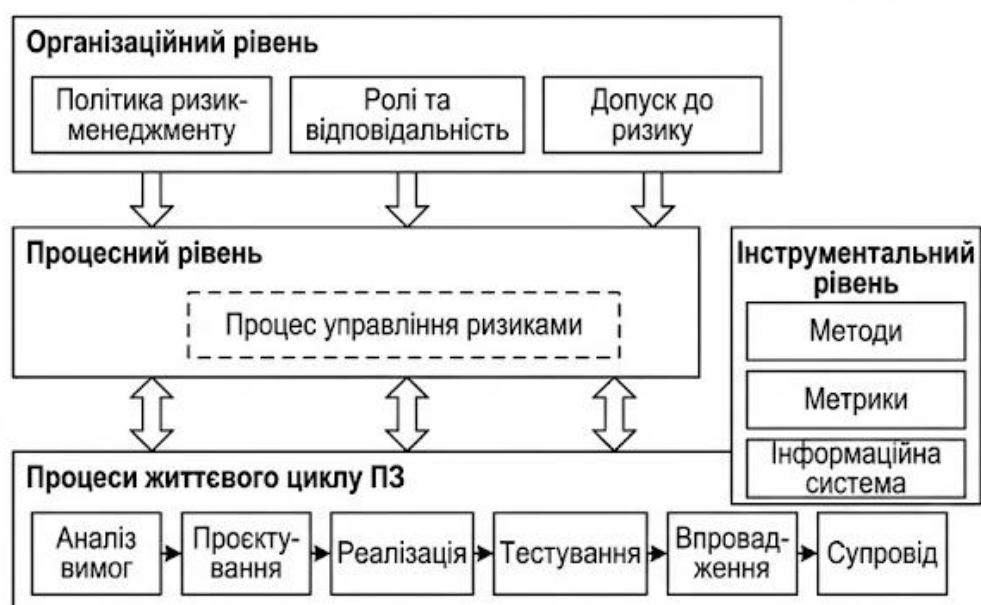 Організаційний рівень
Політика ризик-
менеджменту
Ролі та
відповідальність
Допуск до
ризику
Процесний рівень
Процес управління ризиками
Інструментальний
рівень
Методи
Метрики
Інформаційна
система
Процеси життєвого циклу ПЗ
Аналіз
вимог
Проєкту-
вання
Реалізація
Тестування
Впровад-
ження
Супровід